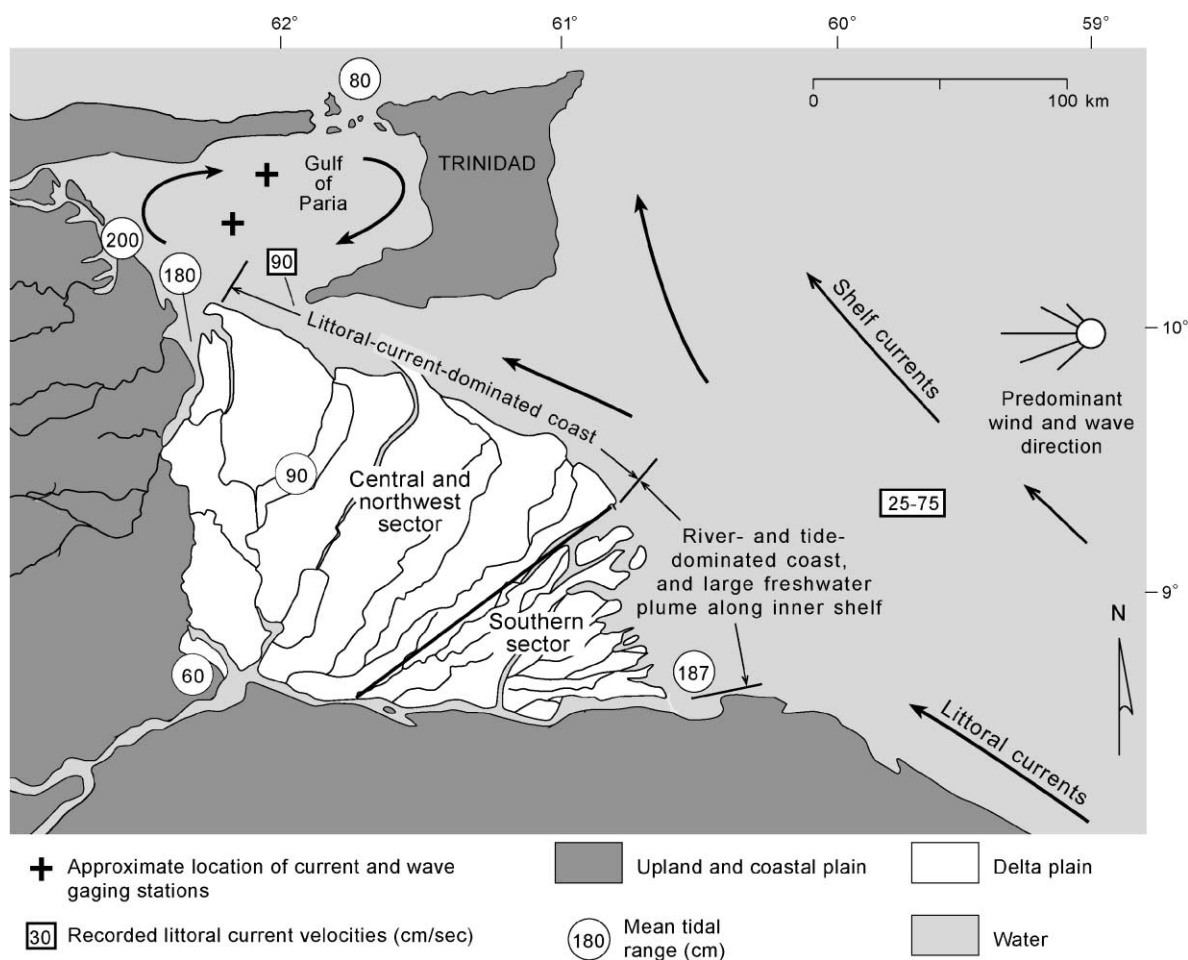 62°
61°
60°
59°
80
0
100 km
TRINIDAD
Gulf
of
Paria
200
180
90
Littoral-current-dominated coast
Shelf currents
10°
Predominant
wind and wave
direction
90
Central and
northwest
sector
25-75
River- and tide-
dominated coast,
and large freshwater
plume along inner shelf
9°
Southern
sector
N
60
187
Littoral currents
Approximate location of current and wave
gaging stations
Upland and coastal plain
Delta plain
30 Recorded littoral current velocities (cm/sec)
180 Mean tidal
range (cm)
Water